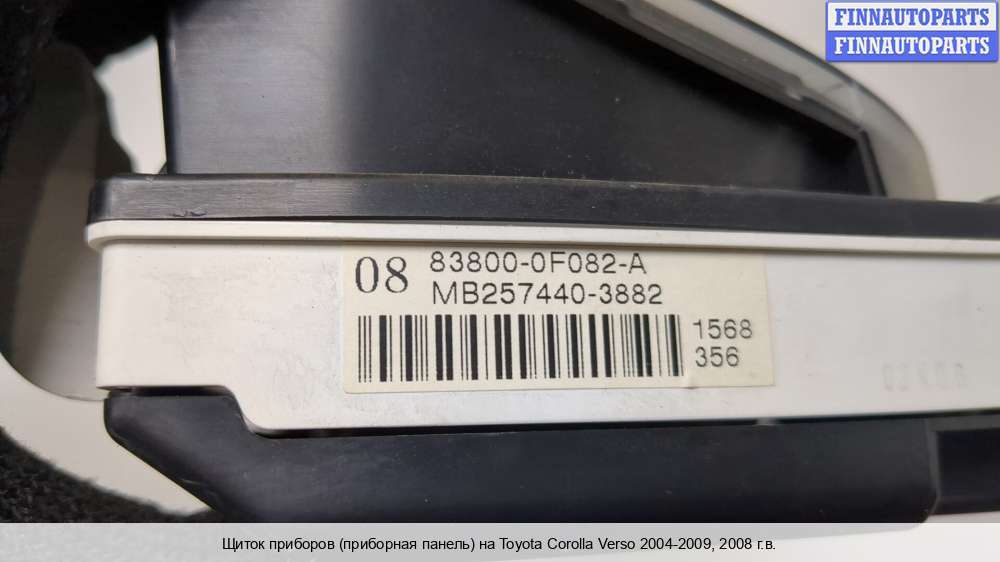 FINNAUTOPARTS
FINNAUTOPARTS
08 83800-0F082-A
MB257440-3882
1568
356
Щиток приборов (приборная панель) на Toyota Corolla Verso 2004-2009, 2008 г.в.